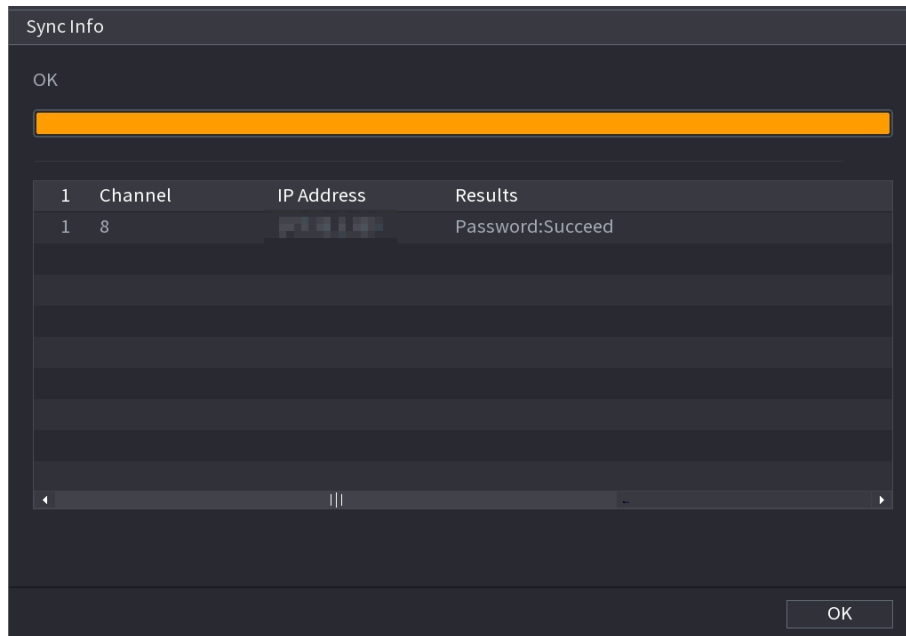 Sync Info
OK
1 Channel IP Address Results
1 8 Password:Succeed
OK